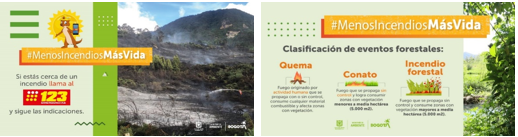 #MenosIncendiosMásVida
Si estás cerca de un
incendio llama al
123
y sigue las indicaciones.
BOGOTÁ
#MenosIncendiosMásVida
Clasificación de eventos forestales:
Quema
Fuego originado por
actividad humana que se
propaga con o sin control,
consume cualquier material
combustible y afecta zonas
con vegetación.
Conato
Fuego que se propaga sin
control y logra consumir
zonas con vegetación
menores a media hectárea
(5.000 m2).
Incendio
forestal
Fuego que se propaga sin
control y consume zonas con
vegetación mayores a media
hectárea (5.000 m2).
BOGOTÁ